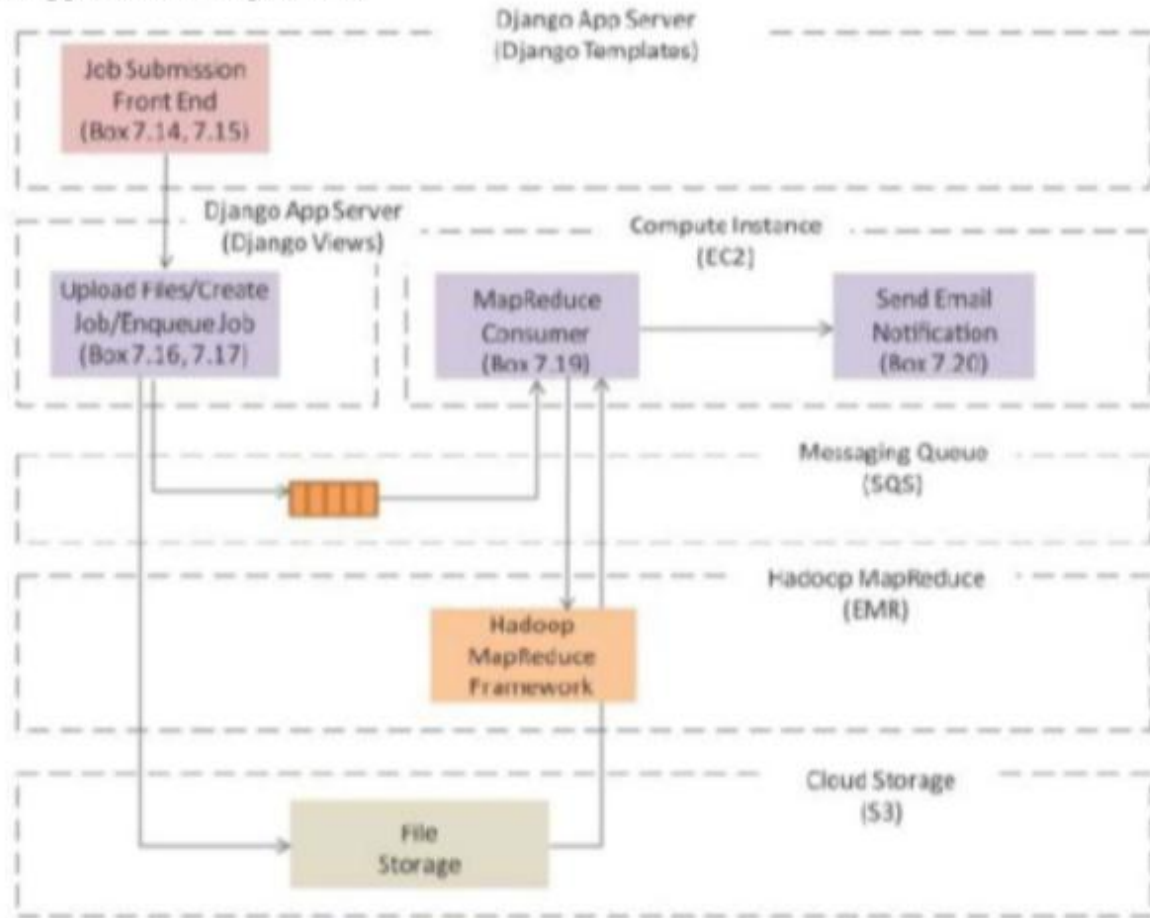 Django App Server
(Django Templates)
Job Submission
Front End
(Box 7.14, 7.15)
Django App Server
(Django Views)
Compute Instance
(EC2)
Upload Files/Create
Job/Enqueue Job
(Box 7.16, 7.17)
MapReduce
Consumer
(Box 7.19)
Send Email
Notification
(Box 7.20)
Messaging Queue
(SQS)
Hadoop MapReduce
(EMR)
Hadoop
MapReduce
Framework
Cloud Storage
(S3)
File
Storage